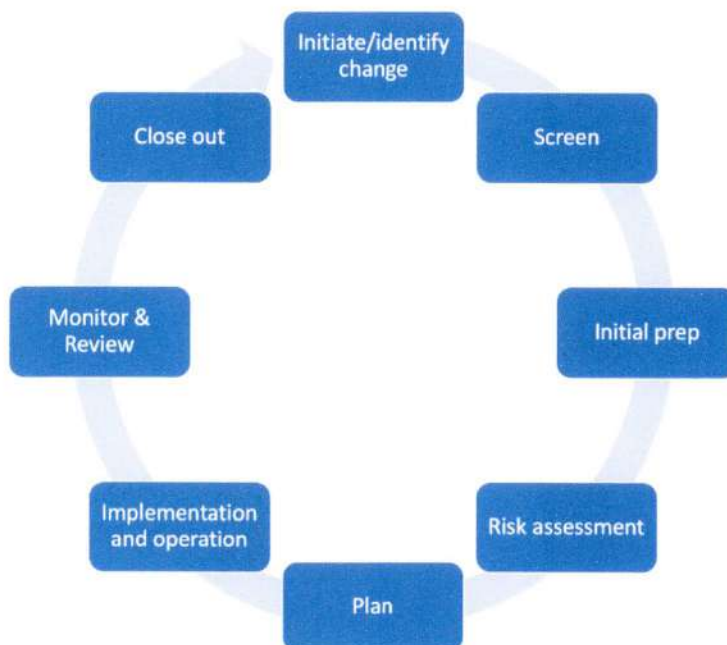 Initiate/identify
change
Screen
Initial prep
Risk assessment
Plan
Implementation
and operation
Monitor &
Review
Close out